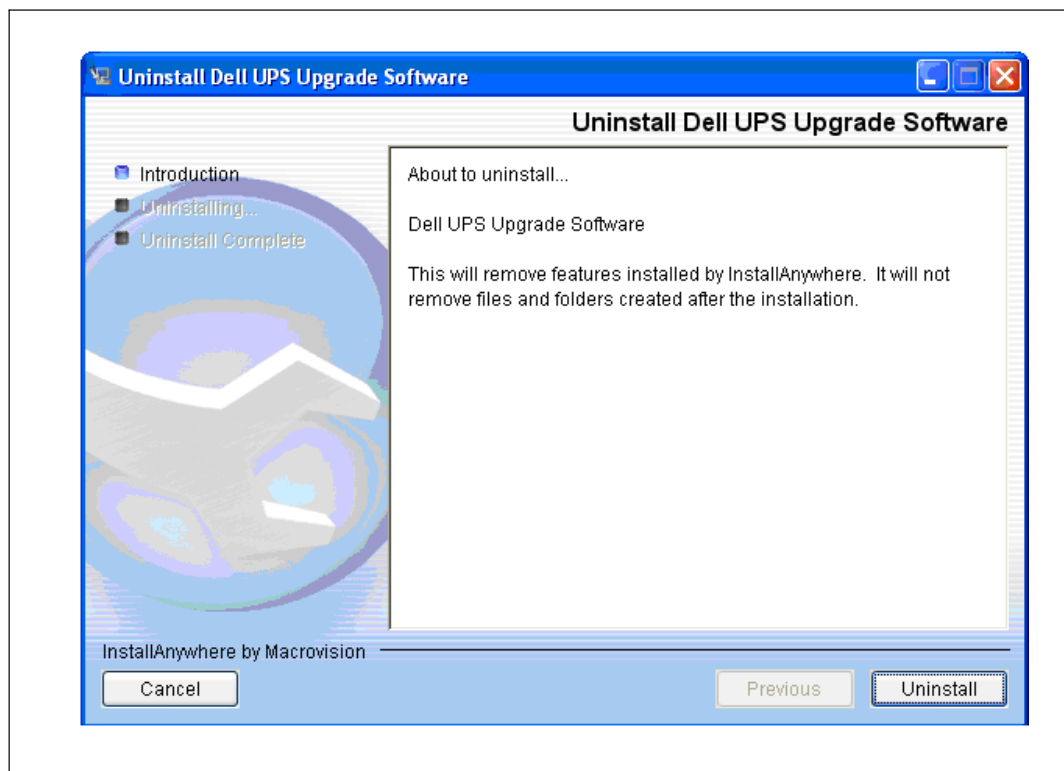 Uninstall Dell UPS Upgrade Software
Uninstall Dell UPS Upgrade Software
Introduction
Uninstalling...
Uninstall Complete
About to uninstall...
Dell UPS Upgrade Software
This will remove features installed by InstallAnywhere. It will not
remove files and folders created after the installation.
InstallAnywhere by Macrovision
Cancel
Previous
Uninstall